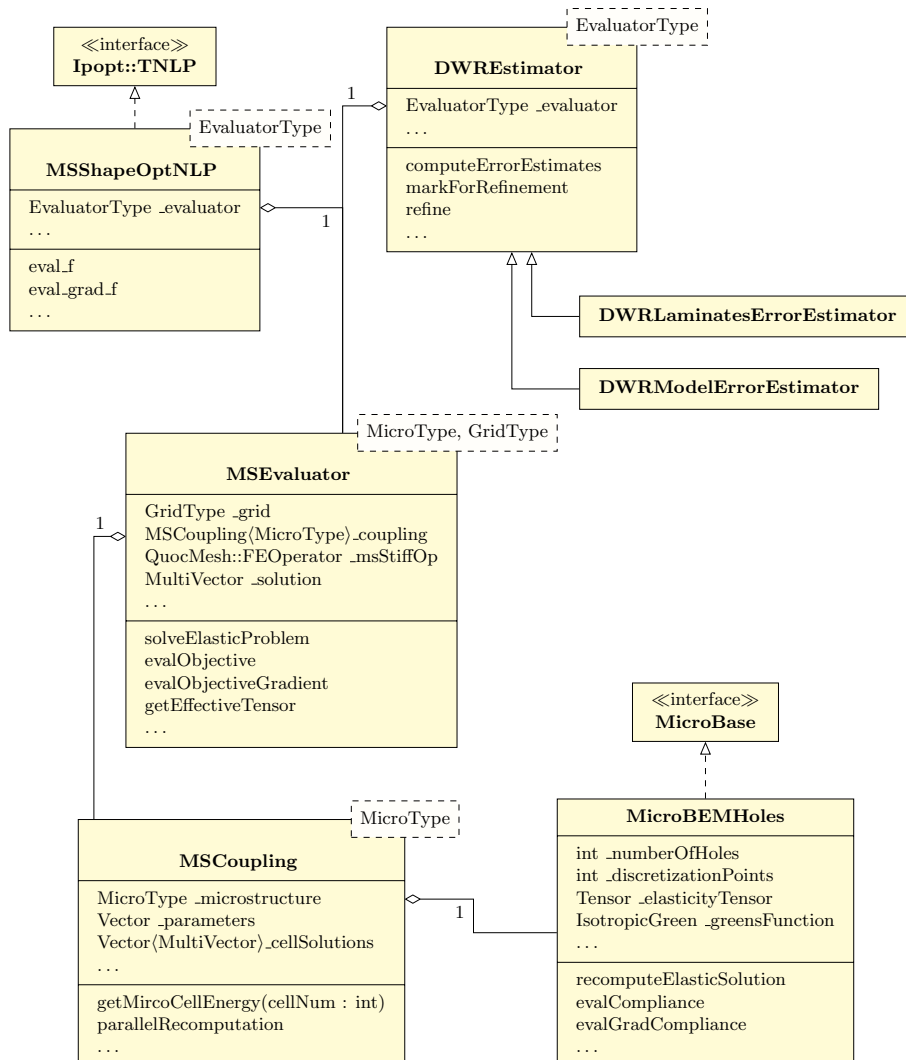 ≪interface≫
Ipopt::TNLP
EvaluatorType
MSShapeOptNLP
EvaluatorType _evaluator
. . .
eval_f
eval_grad_f
. . .
1
EvaluatorType
DWREstimator
EvaluatorType _evaluator
. . .
computeErrorEstimates
markForRefinement
refine
. . .
1
DWRLaminatesErrorEstimator
DWRModelErrorEstimator
MicroType, GridType
MSEvaluator
GridType _grid
MSCoupling⟨MicroType⟩_coupling
QuocMesh::FEOperator _msStiffOp
MultiVector _solution
. . .
solveElasticProblem
evalObjective
evalObjectiveGradient
getEffectiveTensor
. . .
1
≪interface≫
MicroBase
MicroType
MSCoupling
MicroType _microstructure
Vector _parameters
Vector⟨MultiVector⟩_cellSolutions
. . .
getMircoCellEnergy(cellNum : int)
parallelRecomputation
. . .
1
MicroBEMHoles
int _numberOfHoles
int _discretizationPoints
Tensor _elasticityTensor
IsotropicGreen _greensFunction
. . .
recomputeElasticSolution
evalCompliance
evalGradCompliance
. . .